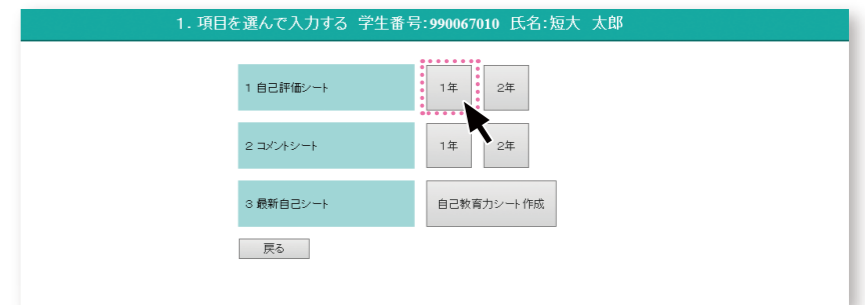 1. 項目を選んで入力する 学生番号:990067010 氏名:短大 太郎
1 自己評価シート 1年 2年
2 コメントシート 1年 2年
3 最新自己シート 自己教育力シート作成
戻る